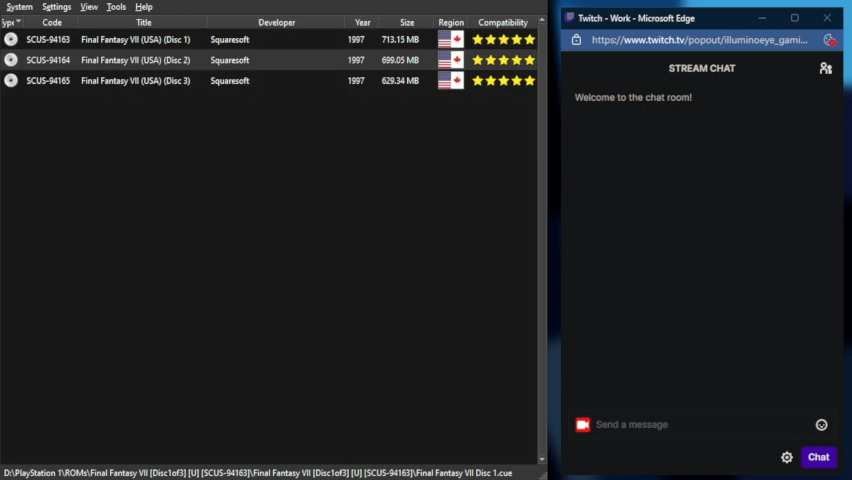 System Settings View Tools Help
Type Code Title Developer Year Size Region Compatibility
SCUS-94163 Final Fantasy VII (USA) (Disc 1) Squaresoft 1997 713.15 MB
SCUS-94164 Final Fantasy VII (USA) (Disc 2) Squaresoft 1997 699.05 MB
SCUS-94165 Final Fantasy VII (USA) (Disc 3) Squaresoft 1997 629.34 MB
D:\PlayStation 1\ROMs\Final Fantasy VII [Disc1of3] [U] [SCUS-94163]\Final Fantasy VII [Disc1of3] [U] [SCUS-94163]\Final Fantasy VII Disc 1.cue
Twitch - Work - Microsoft Edge
https://www.twitch.tv/popout/illuminoeye_gami...
STREAM CHAT
Welcome to the chat room!
Send a message
Chat